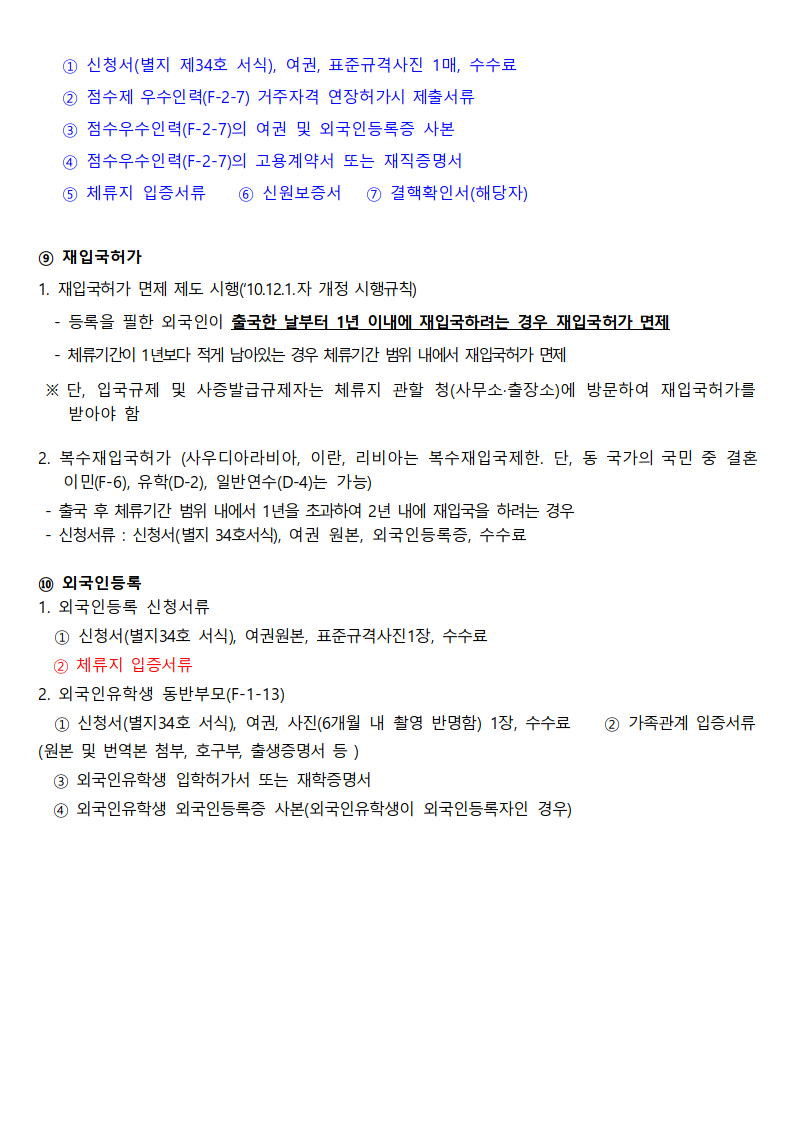 ① 신청서(별지 제34호 서식), 여권, 표준규격사진 1매, 수수료
② 점수제 우수인력(F-2-7) 거주자격 연장허가시 제출서류
③ 점수우수인력(F-2-7)의 여권 및 외국인등록증 사본
④ 점수우수인력(F-2-7)의 고용계약서 또는 재직증명서
⑤ 체류지 입증서류 ⑥ 신원보증서 ⑦ 결핵확인서(해당자)
⑨ 재입국허가
1. 재입국허가 면제 제도 시행('10.12.1.자 개정 시행규칙)
- 등록을 필한 외국인이 출국한 날부터 1년 이내에 재입국하려는 경우 재입국허가 면제
- 체류기간이 1년보다 적게 남아있는 경우 체류기간 범위 내에서 재입국허가 면제
※ 단, 입국규제 및 사증발급규제자는 체류지 관할 청(사무소·출장소)에 방문하여 재입국허가를
받아야 함
2. 복수재입국허가 (사우디아라비아, 이란, 리비아는 복수재입국제한. 단, 동 국가의 국민 중 결혼
이민(F-6), 유학(D-2), 일반연수(D-4)는 가능)
- 출국 후 체류기간 범위 내에서 1년을 초과하여 2년 내에 재입국을 하려는 경우
- 신청서류 : 신청서(별지 34호서식), 여권 원본, 외국인등록증, 수수료
⑩ 외국인등록
1. 외국인등록 신청서류
① 신청서(별지34호 서식), 여권원본, 표준규격사진1장, 수수료
② 체류지 입증서류
2. 외국인유학생 동반부모(F-1-13)
① 신청서(별지34호 서식), 여권, 사진(6개월 내 촬영 반명함) 1장, 수수료 ② 가족관계 입증서류
(원본 및 번역본 첨부, 호구부, 출생증명서 등 )
③ 외국인유학생 입학허가서 또는 재학증명서
④ 외국인유학생 외국인등록증 사본(외국인유학생이 외국인등록자인 경우)